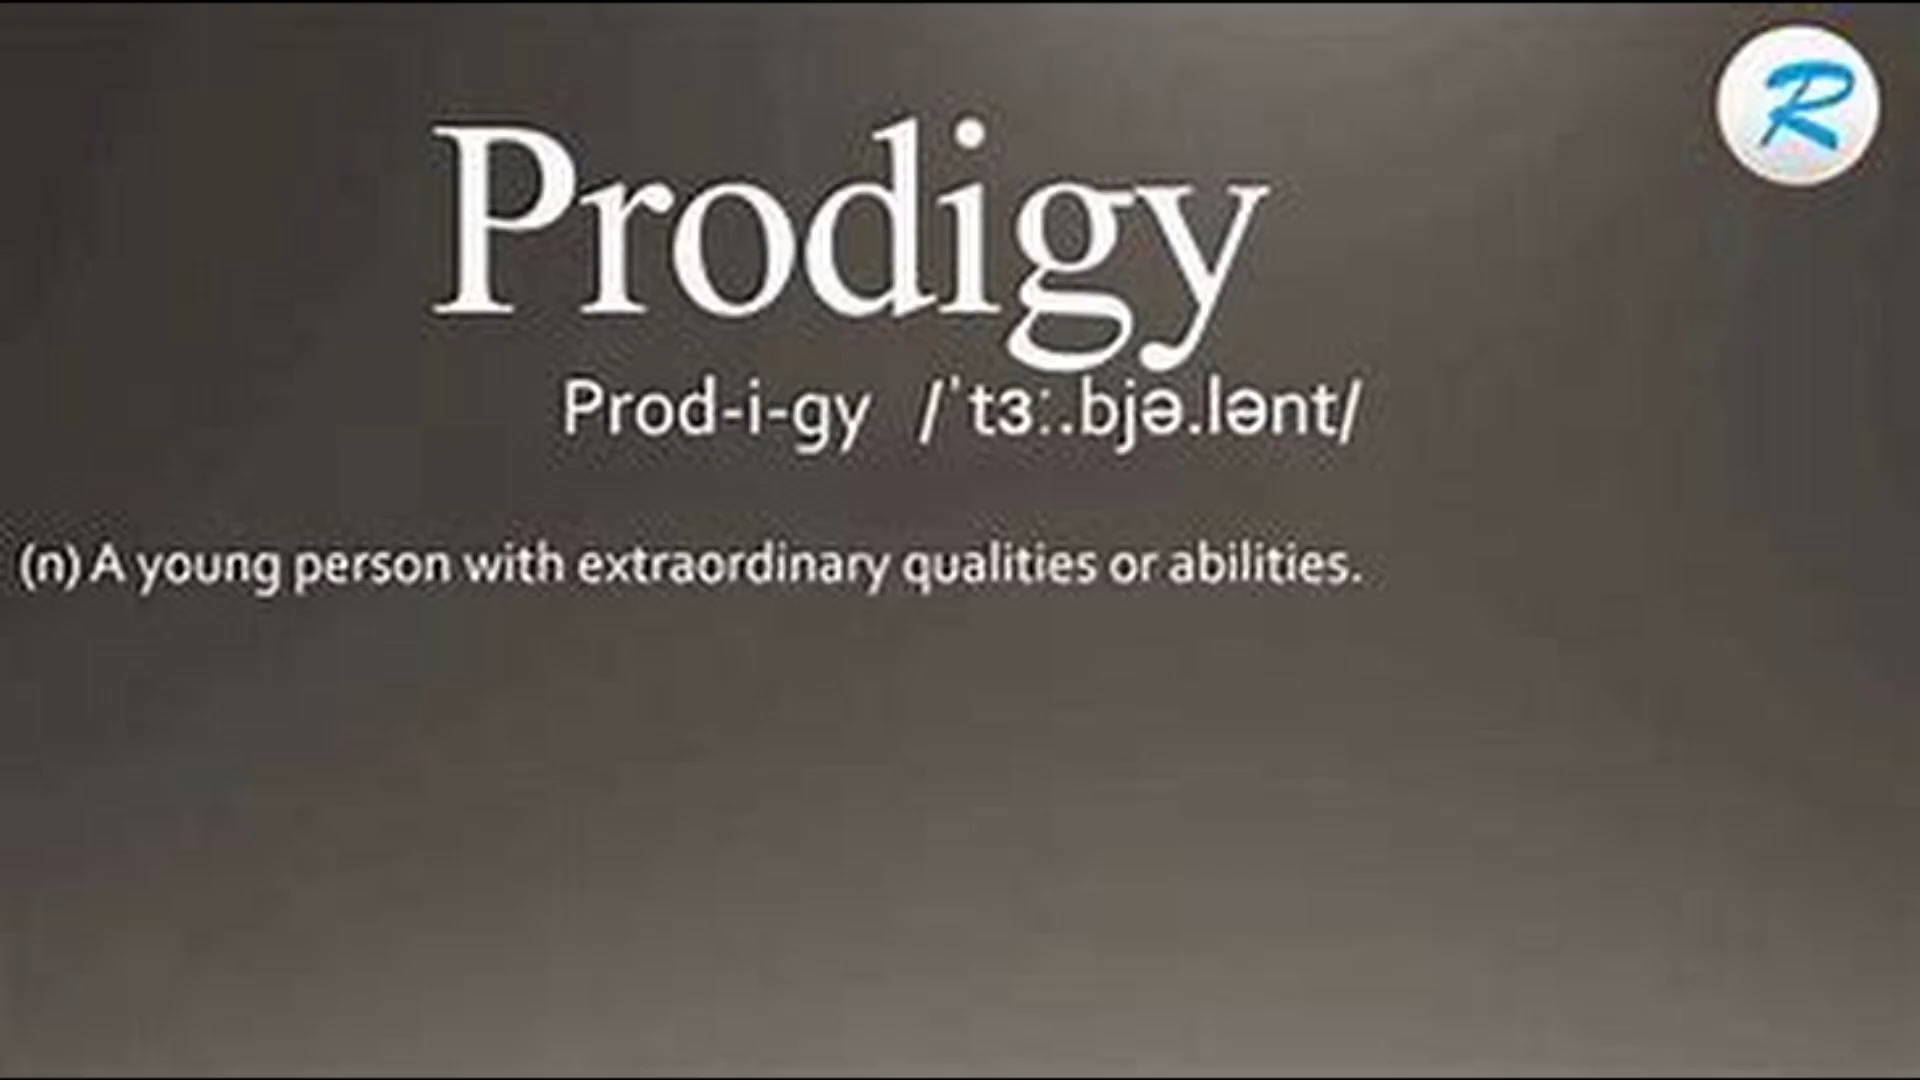 R
Prodigy
Prod-i-gy /ˈtɜː.bjə.lənt/
(n) A young person with extraordinary qualities or abilities.